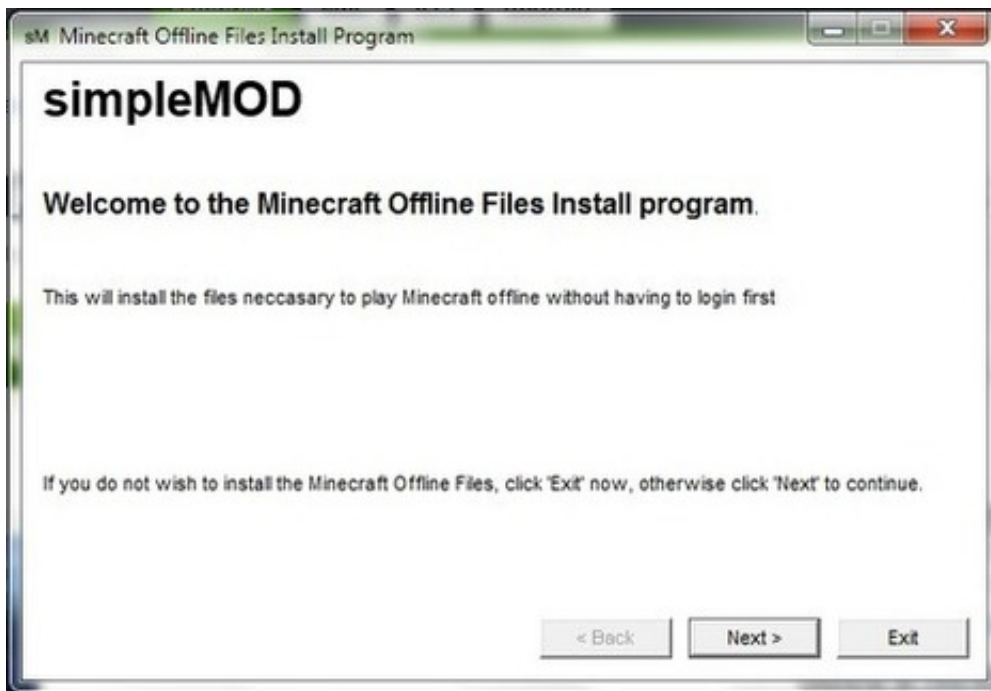 sM Minecraft Offline Files Install Program
simpleMOD
Welcome to the Minecraft Offline Files Install program.
This will install the files neccasary to play Minecraft offline without having to login first
If you do not wish to install the Minecraft Offline Files, click 'Exit' now, otherwise click 'Next' to continue.
< Back Next > Exit